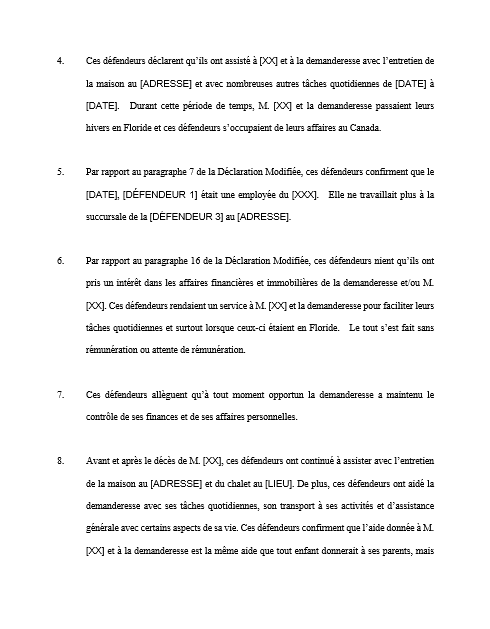 4. Ces défendeurs déclarent qu’ils ont assisté à [XX] et à la demanderesse avec l’entretien de
la maison au [ADRESSE] et avec nombreuses autres tâches quotidiennes de [DATE] à
[DATE]. Durant cette période de temps, M. [XX] et la demanderesse passaient leurs
hivers en Floride et ces défendeurs s’occupaient de leurs affaires au Canada.
5. Par rapport au paragraphe 7 de la Déclaration Modifiée, ces défendeurs confirment que le
[DATE], [DÉFENDEUR 1] était une employée du [XXX]. Elle ne travaillait plus à la
succursale de la [DÉFENDEUR 3] au [ADRESSE].
6. Par rapport au paragraphe 16 de la Déclaration Modifiée, ces défendeurs nient qu’ils ont
pris un intérêt dans les affaires financières et immobilières de la demanderesse et/ou M.
[XX]. Ces défendeurs rendaient un service à M. [XX] et la demanderesse pour faciliter leurs
tâches quotidiennes et surtout lorsque ceux-ci étaient en Floride. Le tout s’est fait sans
rémunération ou attente de rémunération.
7. Ces défendeurs allèguent qu’à tout moment opportun la demanderesse a maintenu le
contrôle de ses finances et de ses affaires personnelles.
8. Avant et après le décès de M. [XX], ces défendeurs ont continué à assister avec l’entretien
de la maison au [ADRESSE] et du chalet au [LIEU]. De plus, ces défendeurs ont aidé la
demanderesse avec ses tâches quotidiennes, son transport à ses activités et d’assistance
générale avec certains aspects de sa vie. Ces défendeurs confirment que l’aide donnée à M.
[XX] et à la demanderesse est la même aide que tout enfant donnerait à ses parents, mais